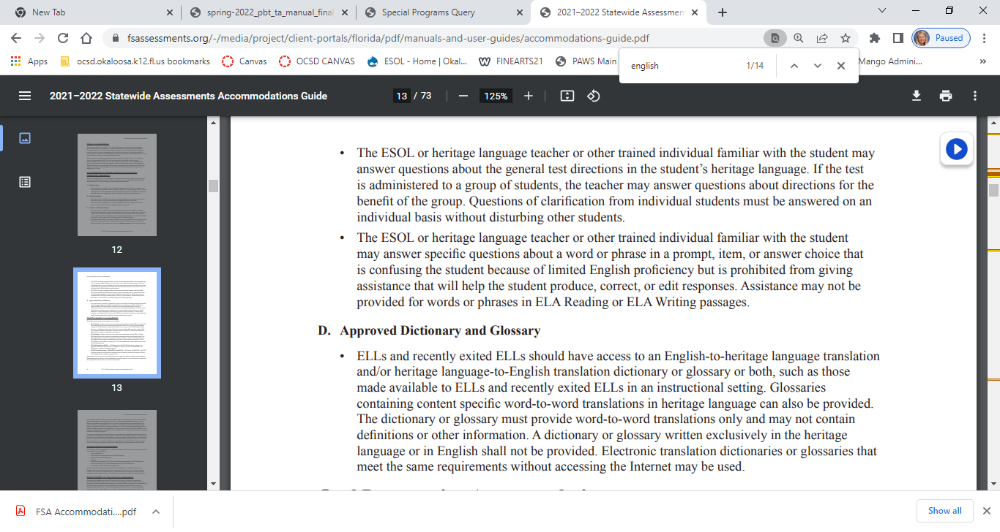 New Tab
spring-2022_pbt_ta_manual_final
Special Programs Query
2021–2022 Statewide Assessmen
fsassessments.org/-/media/project/client-portals/florida/pdf/manuals-and-user-guides/accommodations-guide.pdf
Paused
Apps
ocsd.okaloosa.k12.fl.us bookmarks
Canvas
OCSD CANVAS
ESOL - Home | Okal...
FINEARTS21
PAWS Main
Mango Admini...
english
1/14
2021–2022 Statewide Assessments Accommodations Guide
13 / 73
125%
12
13
• The ESOL or heritage language teacher or other trained individual familiar with the student may
answer questions about the general test directions in the student’s heritage language. If the test
is administered to a group of students, the teacher may answer questions about directions for the
benefit of the group. Questions of clarification from individual students must be answered on an
individual basis without disturbing other students.
• The ESOL or heritage language teacher or other trained individual familiar with the student
may answer specific questions about a word or phrase in a prompt, item, or answer choice that
is confusing the student because of limited English proficiency but is prohibited from giving
assistance that will help the student produce, correct, or edit responses. Assistance may not be
provided for words or phrases in ELA Reading or ELA Writing passages.
D. Approved Dictionary and Glossary
• ELLs and recently exited ELLs should have access to an English-to-heritage language translation
and/or heritage language-to-English translation dictionary or glossary or both, such as those
made available to ELLs and recently exited ELLs in an instructional setting. Glossaries
containing content specific word-to-word translations in heritage language can also be provided.
The dictionary or glossary must provide word-to-word translations only and may not contain
definitions or other information. A dictionary or glossary written exclusively in the heritage
language or in English shall not be provided. Electronic translation dictionaries or glossaries that
meet the same requirements without accessing the Internet may be used.
FSA Accommodati....pdf
Show all